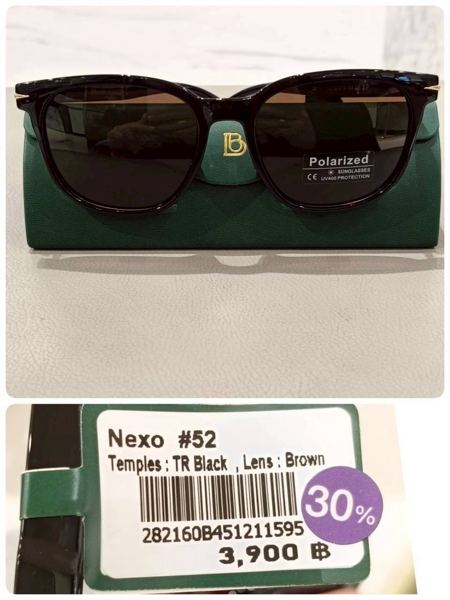 B
Polarized
SUNGLASSES
CE UV400 PROTECTION
Nexo #52
Temples : TR Black , Lens : Brown
282160B451211595
30%
3,900 ฿